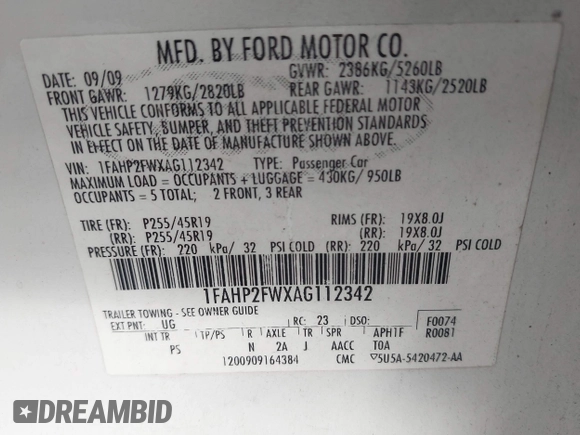 MFD. BY FORD MOTOR CO.
DATE: 09/09 GVWR: 2386KG/5260LB
FRONT GAWR: 1279KG/2820LB REAR GAWR: 1143KG/2520LB
THIS VEHICLE CONFORMS TO ALL APPLICABLE FEDERAL MOTOR
VEHICLE SAFETY, BUMPER, AND THEFT PREVENTION STANDARDS
IN EFFECT ON THE DATE OF MANUFACTURE SHOWN ABOVE.
VIN: 1FAHP2FWXAG112342 TYPE: Passenger Car
MAXIMUM LOAD = OCCUPANTS + LUGGAGE = 430KG/ 950LB
OCCUPANTS = 5 TOTAL; 2 FRONT, 3 REAR
TIRE (FR): P255/45R19 RIMS (FR): 19X8.0J
(RR): P255/45R19 (RR): 19X8.0J
PRESSURE (FR): 220 kPa/ 32 PSI COLD (RR): 220 kPa/ 32 PSI COLD
1FAHP2FWXAG112342
TRAILER TOWING - SEE OWNER GUIDE
EXT PNT: UG RC: 23 DSO: F0074
INT TR TP/PS R AXLE TR SPR APH1F R0081
PS N 2A J AACC TOA
1200909164384 CMC 5U5A-5420472-AA
DREAMBID